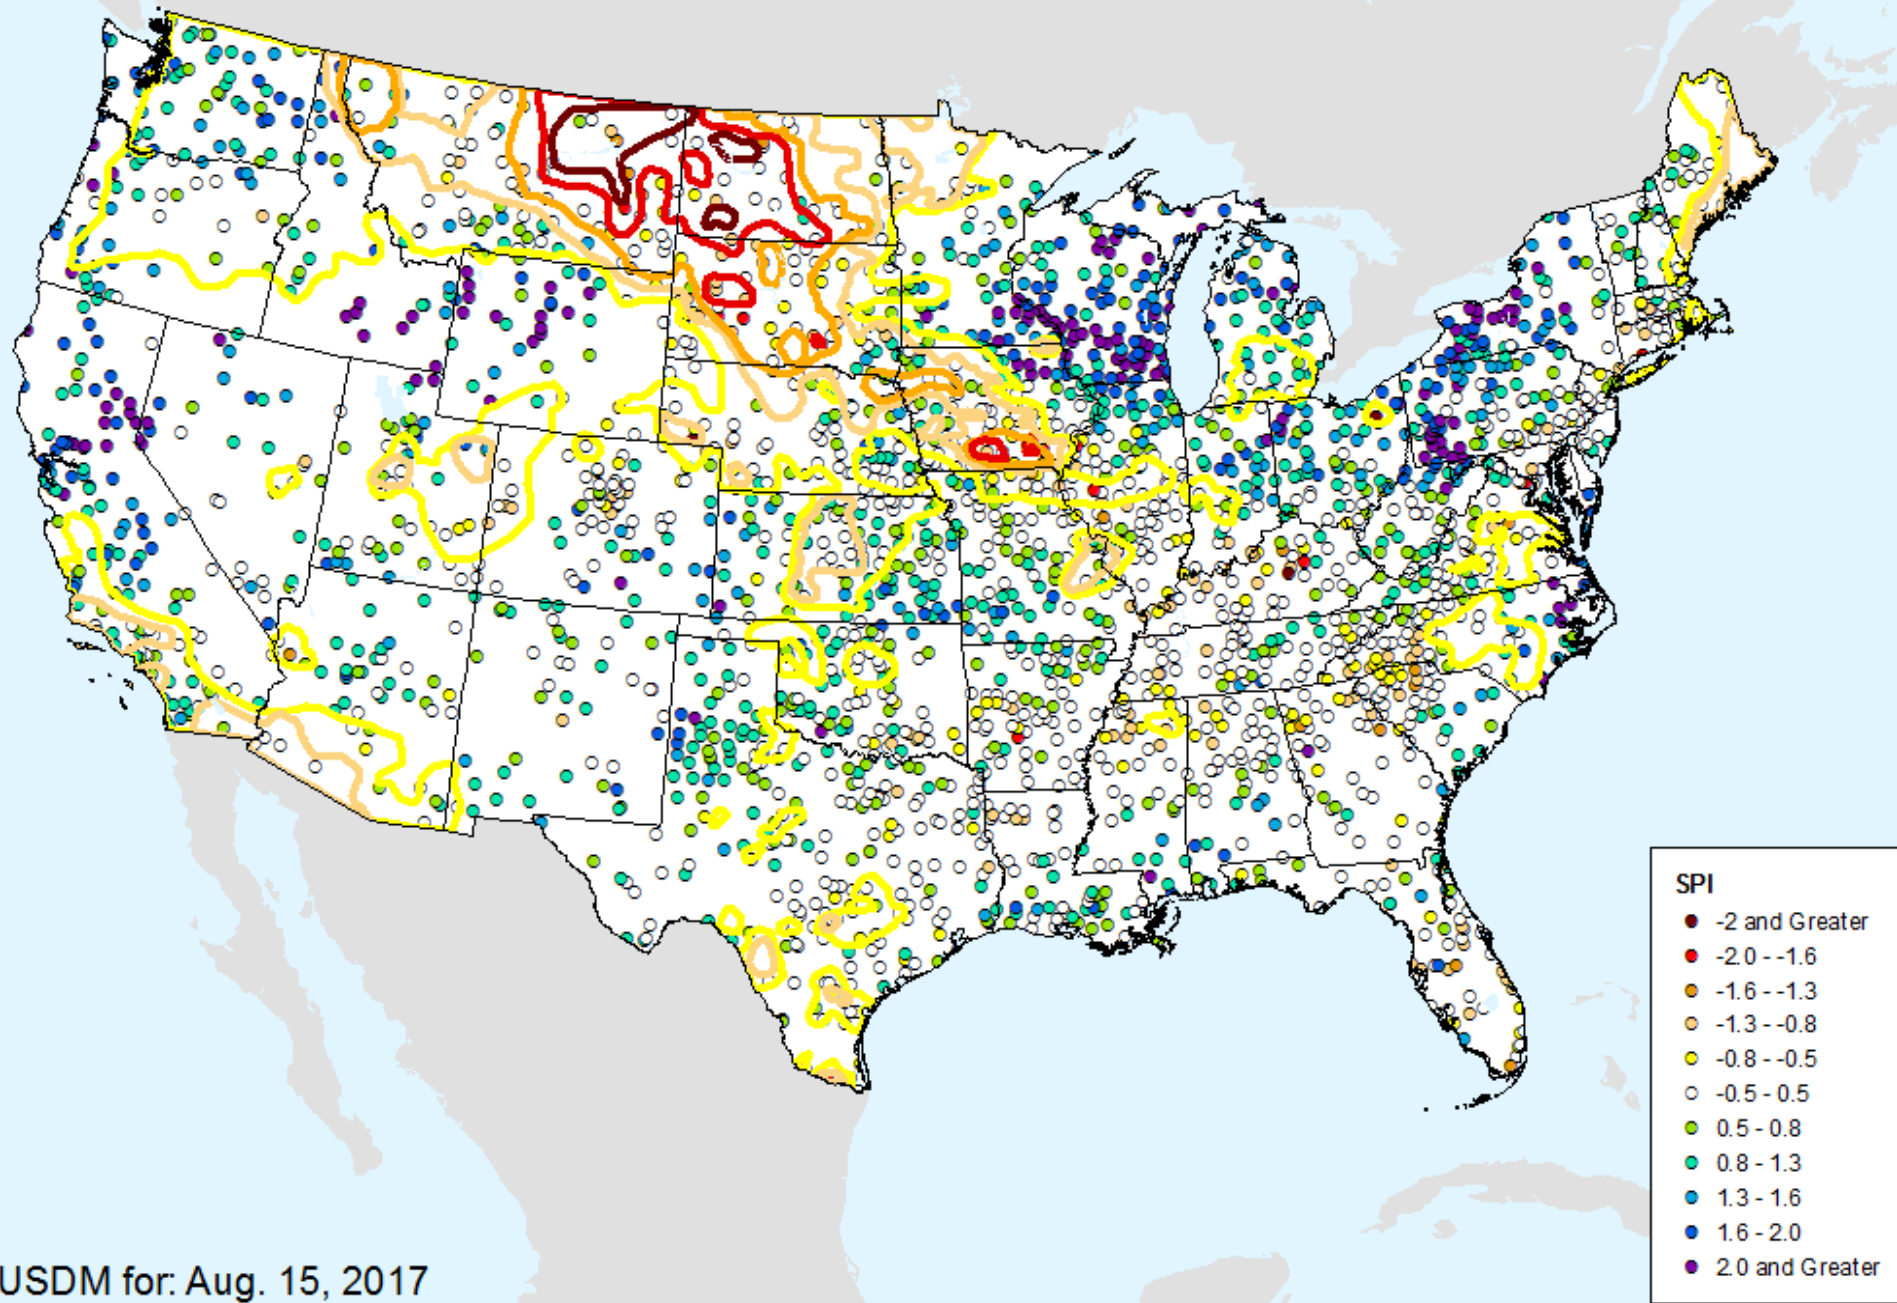 SPI
-2 and Greater
-2.0 - -1.6
-1.6 - -1.3
-1.3 - -0.8
-0.8 - -0.5
-0.5 - 0.5
0.5 - 0.8
0.8 - 1.3
1.3 - 1.6
1.6 - 2.0
2.0 and Greater
USDM for: Aug. 15, 2017